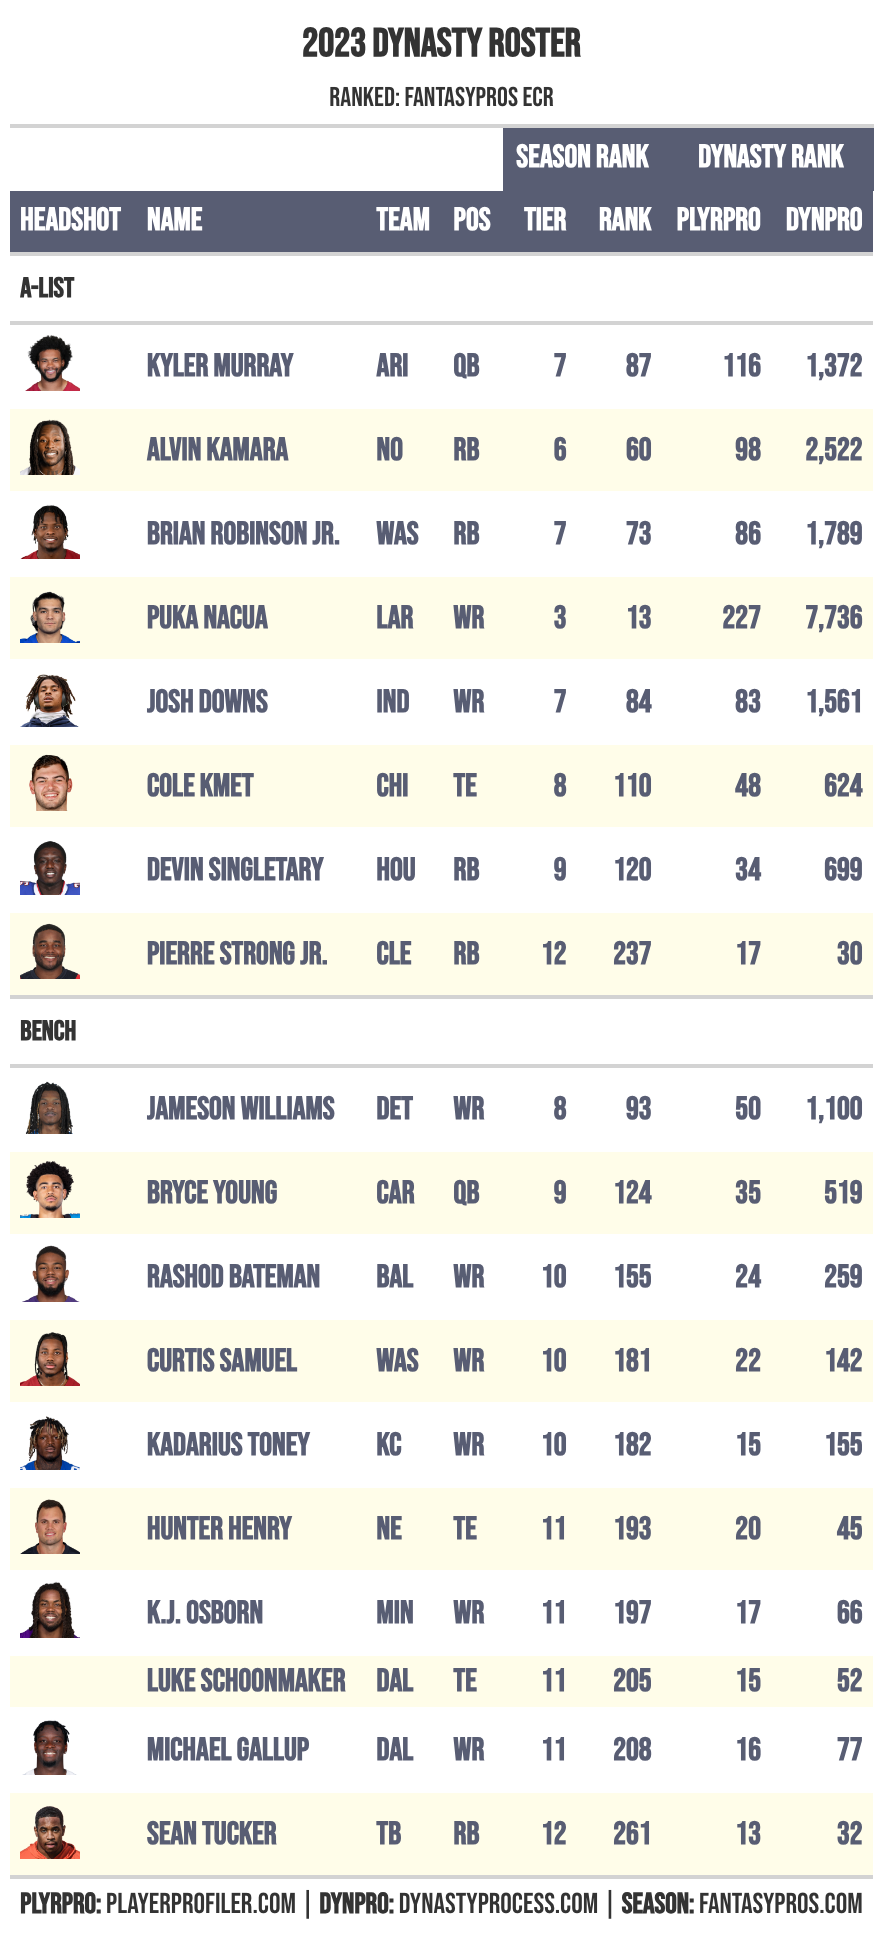 2023 DYNASTY ROSTER
RANKED: FANTASYPROS ECR
SEASON RANK DYNASTY RANK
HEADSHOT NAME TEAM POS TIER RANK PLYRPRO DYNPRO
A-LIST
KYLER MURRAY ARI QB 7 87 116 1,372
ALVIN KAMARA NO RB 6 60 98 2,522
BRIAN ROBINSON JR. WAS RB 7 73 86 1,789
PUKA NACUA LAR WR 3 13 227 7,736
JOSH DOWNS IND WR 7 84 83 1,561
COLE KMET CHI TE 8 110 48 624
DEVIN SINGLETARY HOU RB 9 120 34 699
PIERRE STRONG JR. CLE RB 12 237 17 30
BENCH
JAMESON WILLIAMS DET WR 8 93 50 1,100
BRYCE YOUNG CAR QB 9 124 35 519
RASHOD BATEMAN BAL WR 10 155 24 259
CURTIS SAMUEL WAS WR 10 181 22 142
KADARIUS TONEY KC WR 10 182 15 155
HUNTER HENRY NE TE 11 193 20 45
K.J. OSBORN MIN WR 11 197 17 66
LUKE SCHOONMAKER DAL TE 11 205 15 52
MICHAEL GALLUP DAL WR 11 208 16 77
SEAN TUCKER TB RB 12 261 13 32
PLYRPRO: PLAYERPROFILER.COM | DYNPRO: DYNASTYPROCESS.COM | SEASON: FANTASYPROS.COM